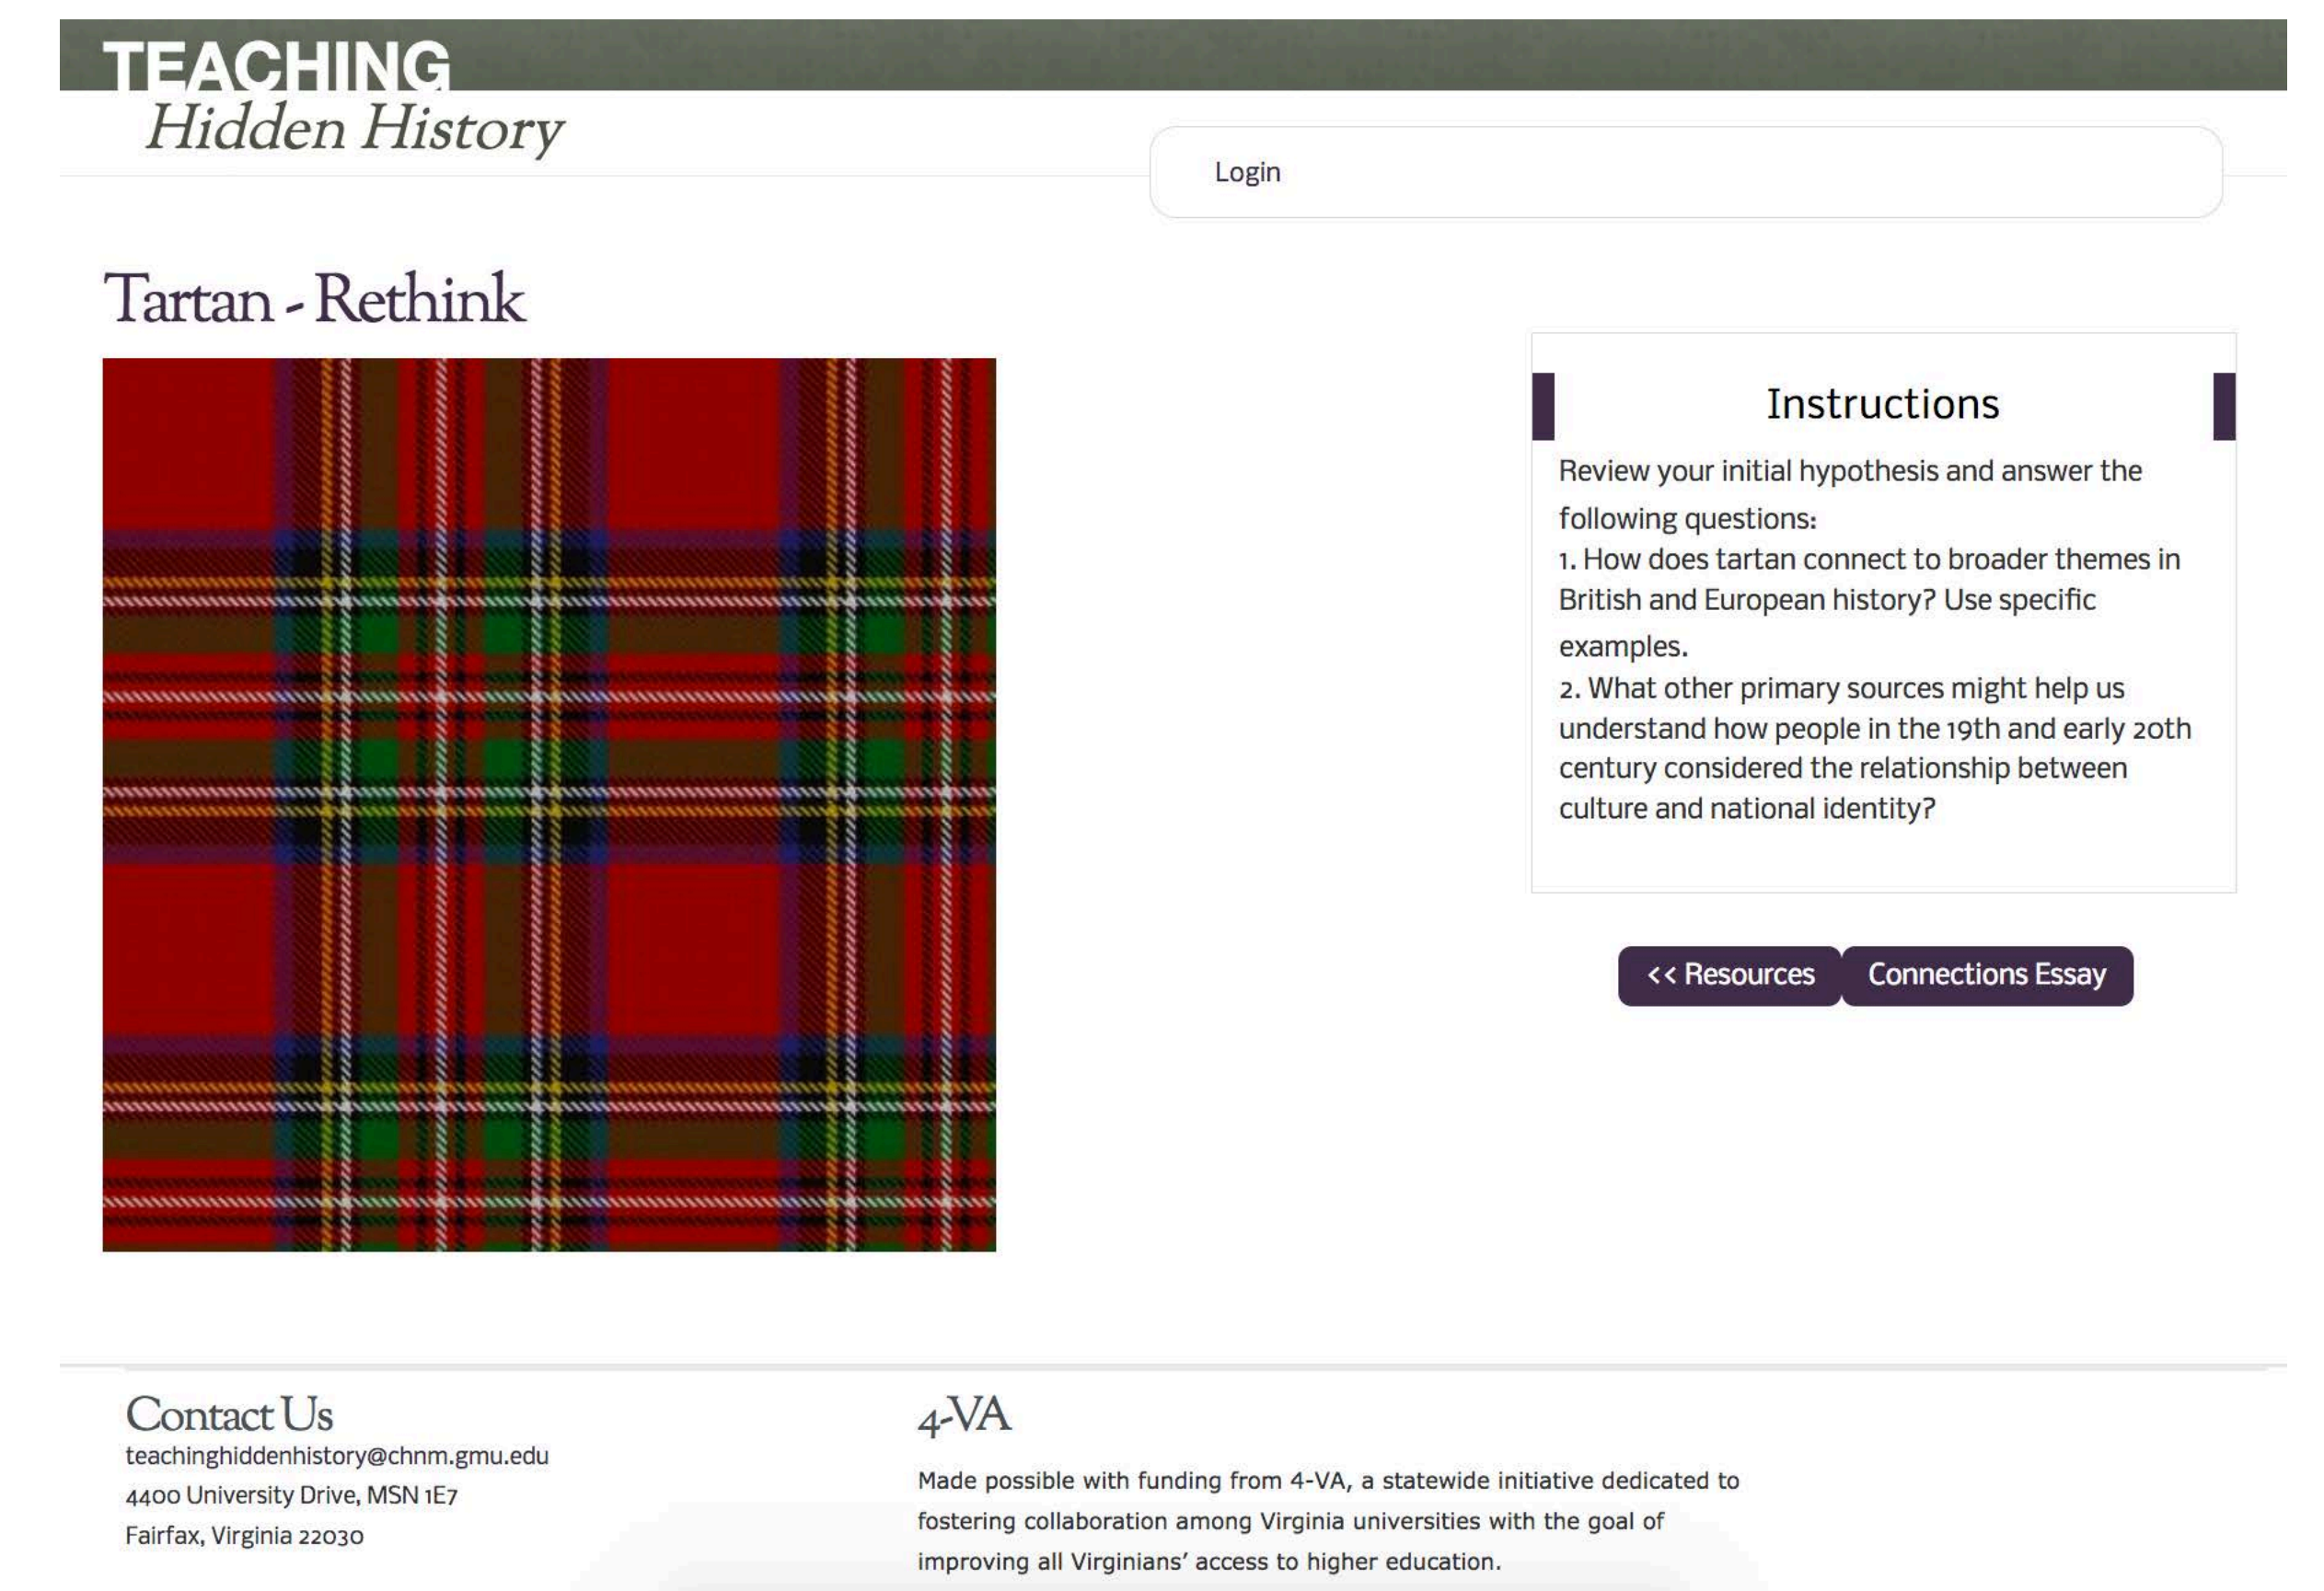 TEACHING
Hidden History
Login
Tartan - Rethink
Instructions
Review your initial hypothesis and answer the
following questions:
1. How does tartan connect to broader themes in
British and European history? Use specific
examples.
2. What other primary sources might help us
understand how people in the 19th and early 20th
century considered the relationship between
culture and national identity?
<< Resources
Connections Essay
Contact Us
teachinghiddenhistory@chnm.gmu.edu
4400 University Drive, MSN 1E7
Fairfax, Virginia 22030
4-VA
Made possible with funding from 4-VA, a statewide initiative dedicated to
fostering collaboration among Virginia universities with the goal of
improving all Virginians’ access to higher education.